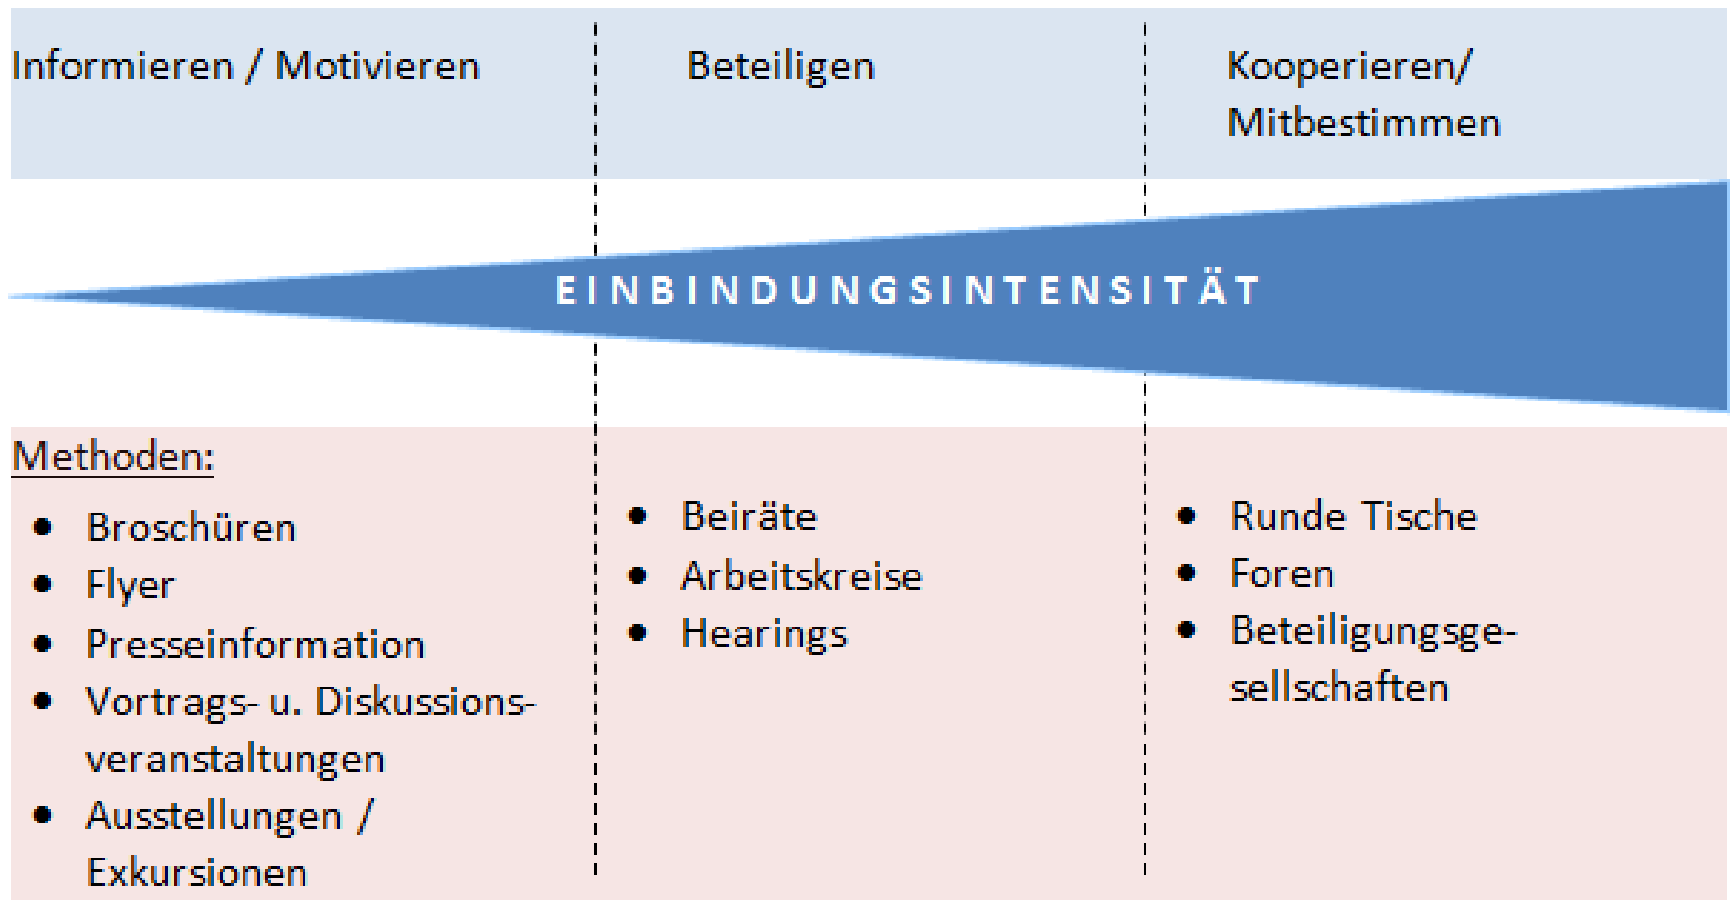 Informieren / Motivieren
Beteiligen
Kooperieren/
Mitbestimmen
EINBINDUNGSINTENSITÄT
Methoden:
• Broschüren
• Flyer
• Presseinformation
• Vortrags- u. Diskussions-
veranstaltungen
• Ausstellungen /
Exkursionen
• Beiräte
• Arbeitskreise
• Hearings
• Runde Tische
• Foren
• Beteiligungsge-
sellschaften